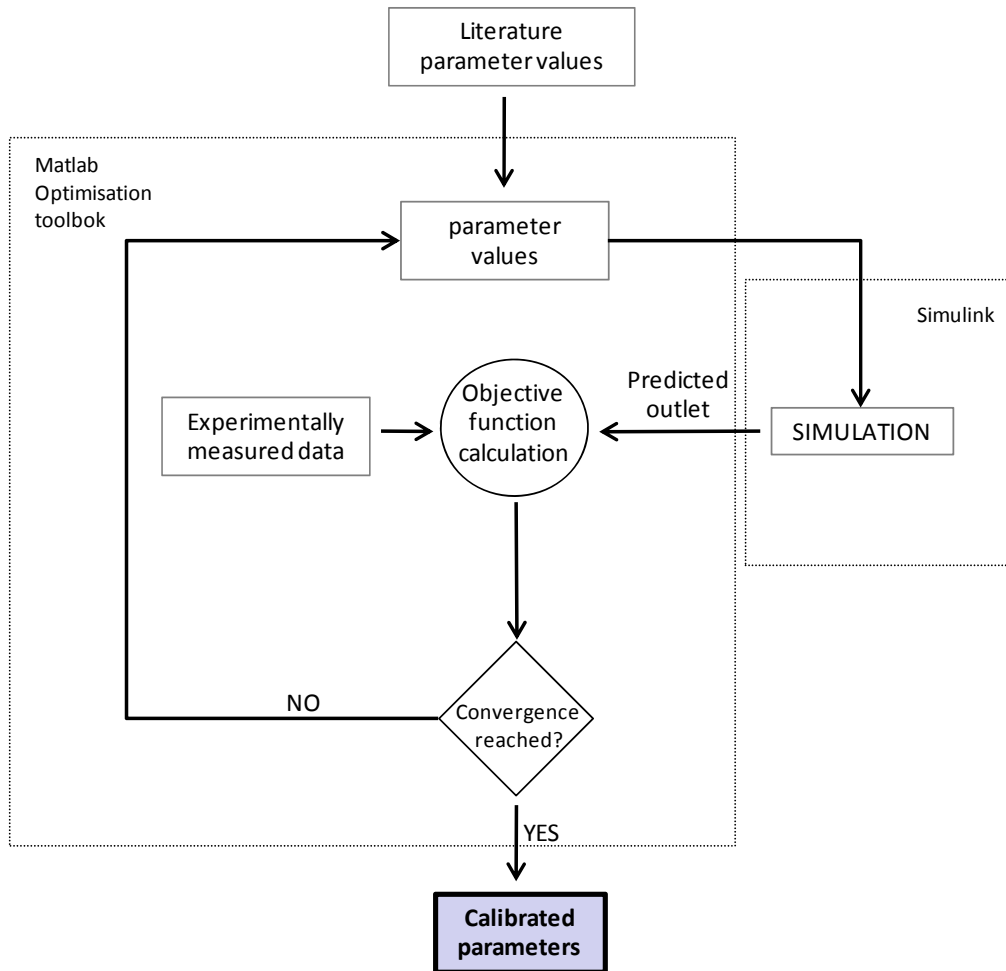 Literature
parameter values
Matlab
Optimisation
toolbok
parameter
values
Simulink
Predicted
outlet
Objective
function
calculation
Experimentally
measured data
SIMULATION
NO
Convergence
reached?
YES
Calibrated
parameters